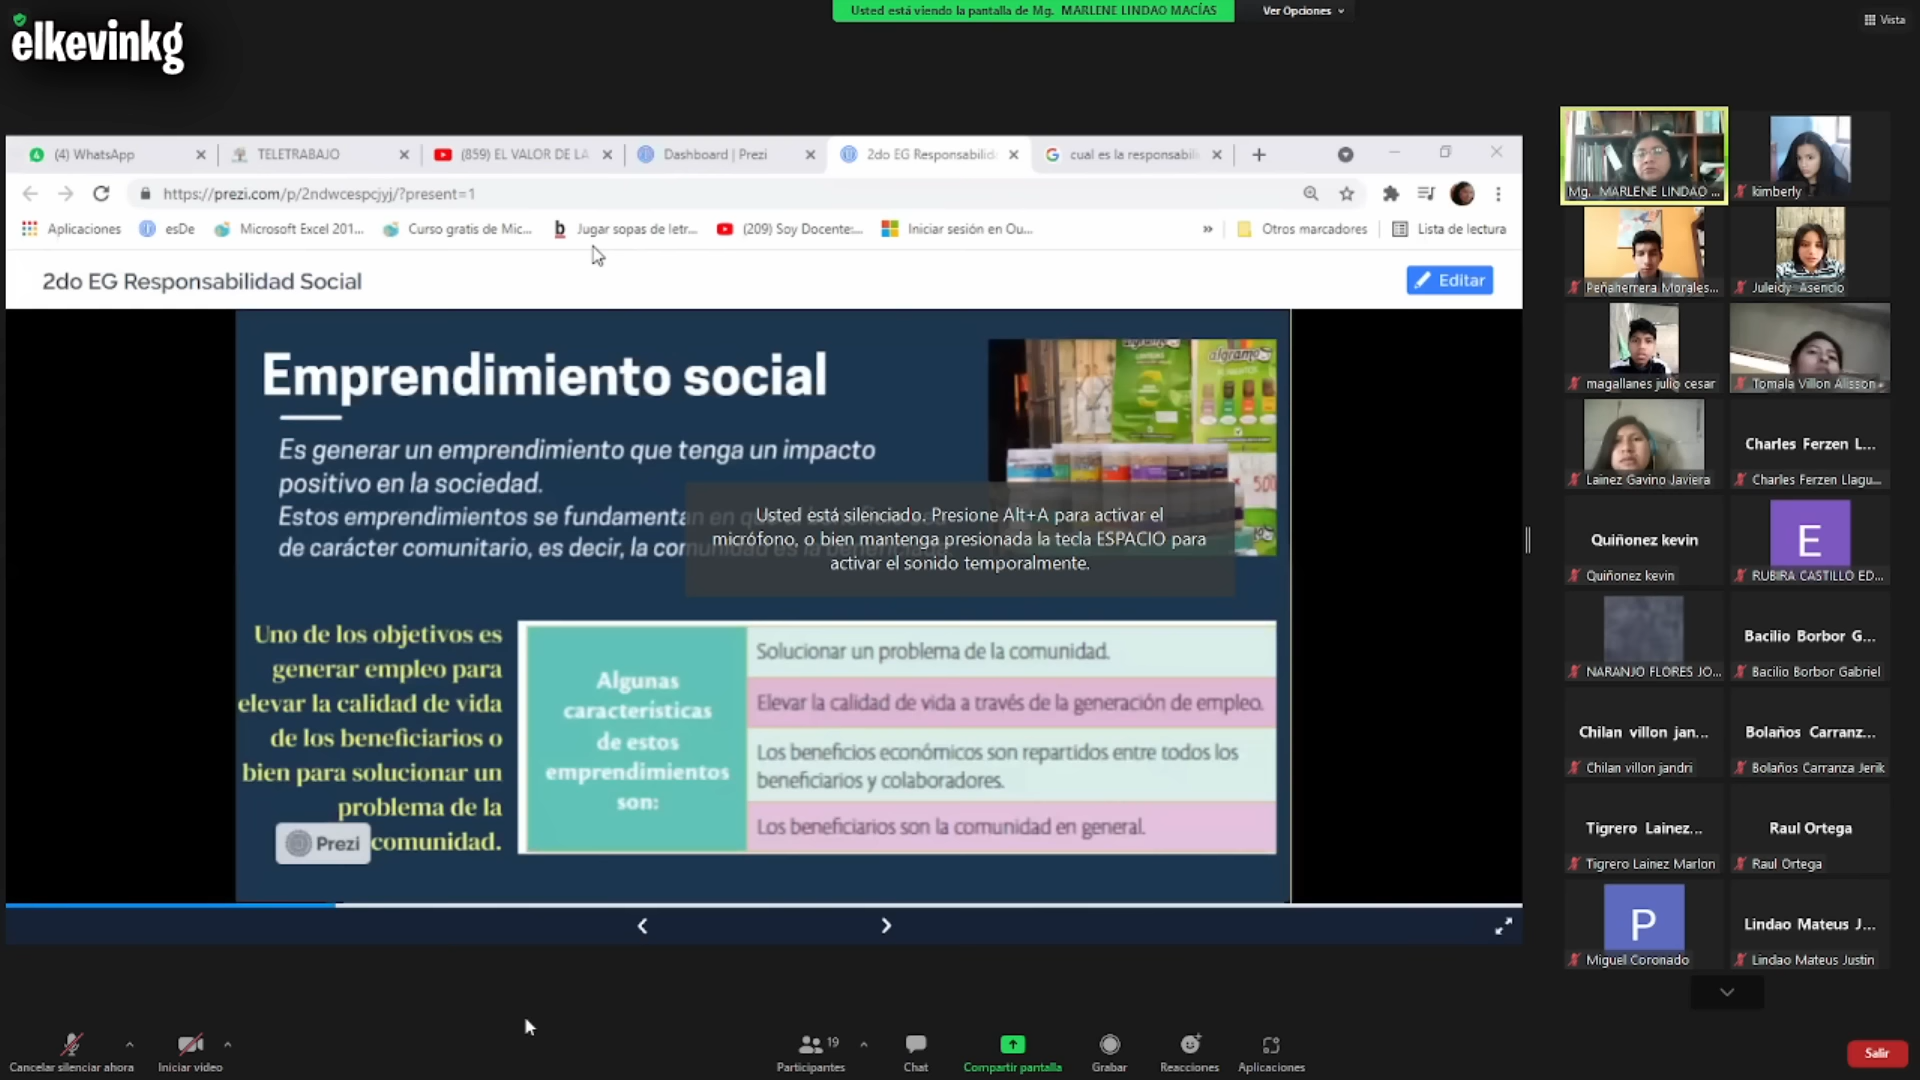 elkevinkg
Usted está viendo la pantalla de Mg. MARLENE LINDAO MACÍAS
Ver Opciones
Vista
(4) WhatsApp
TELETRABAJO
(859) EL VALOR DE LA
Dashboard | Prezi
2do EG Responsabilid
cual es la responsabili
https://prezi.com/p/2ndwcespcjyj/?present=1
Aplicaciones
esDe
Microsoft Excel 201...
Curso gratis de Mic...
Jugar sopas de letr...
(209) Soy Docente:...
Iniciar sesión en Ou...
»
Otros marcadores
Lista de lectura
2do EG Responsabilidad Social
Editar
Emprendimiento social
Es generar un emprendimiento que tenga un impacto
positivo en la sociedad.
Estos emprendimientos se fundamentan en que
de carácter comunitario, es decir, la comunidad es la
algramo
algramo
Usted está silenciado. Presione Alt+A para activar el
micrófono, o bien mantenga presionada la tecla ESPACIO para
activar el sonido temporalmente.
Uno de los objetivos es
generar empleo para
elevar la calidad de vida
de los beneficiarios o
bien para solucionar un
problema de la
comunidad.
Prezi
Algunas
características
de estos
emprendimientos
son:
Solucionar un problema de la comunidad.
Elevar la calidad de vida a través de la generación de empleo.
Los beneficios económicos son repartidos entre todos los
beneficiarios y colaboradores.
Los beneficiarios son la comunidad en general.
Mg. MARLENE LINDAO ...
kimberly
Peñaherrera Morales...
Juleidy Asencio
magallanes julio cesar
Tomala Villon Alisson
Lainez Gavino Javiera
Charles Ferzen L...
Charles Ferzen Llagu...
Quiñonez kevin
Quiñonez kevin
E
RUBIRA CASTILLO ED...
NARANJO FLORES JO...
Bacilio Borbor G...
Bacilio Borbor Gabriel
Chilan villon jan...
Chilan villon jandri
Bolaños Carranz...
Bolaños Carranza Jerik
Tigrero Lainez...
Tigrero Lainez Marlon
Raul Ortega
Raul Ortega
P
Miguel Coronado
Lindao Mateus J...
Lindao Mateus Justin
Cancelar silenciar ahora
Iniciar video
19
Participantes
Chat
Compartir pantalla
Grabar
Reacciones
Aplicaciones
Salir